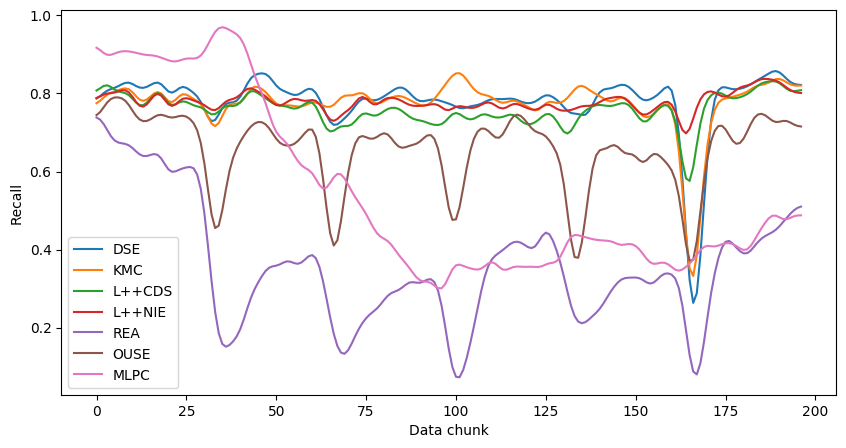 1.0
0.8
0.6
0.4
0.2
Recall
DSE
KMC
L++CDS
L++NIE
REA
OUSE
MLPC
0 25 50 75 100 125 150 175 200
Data chunk